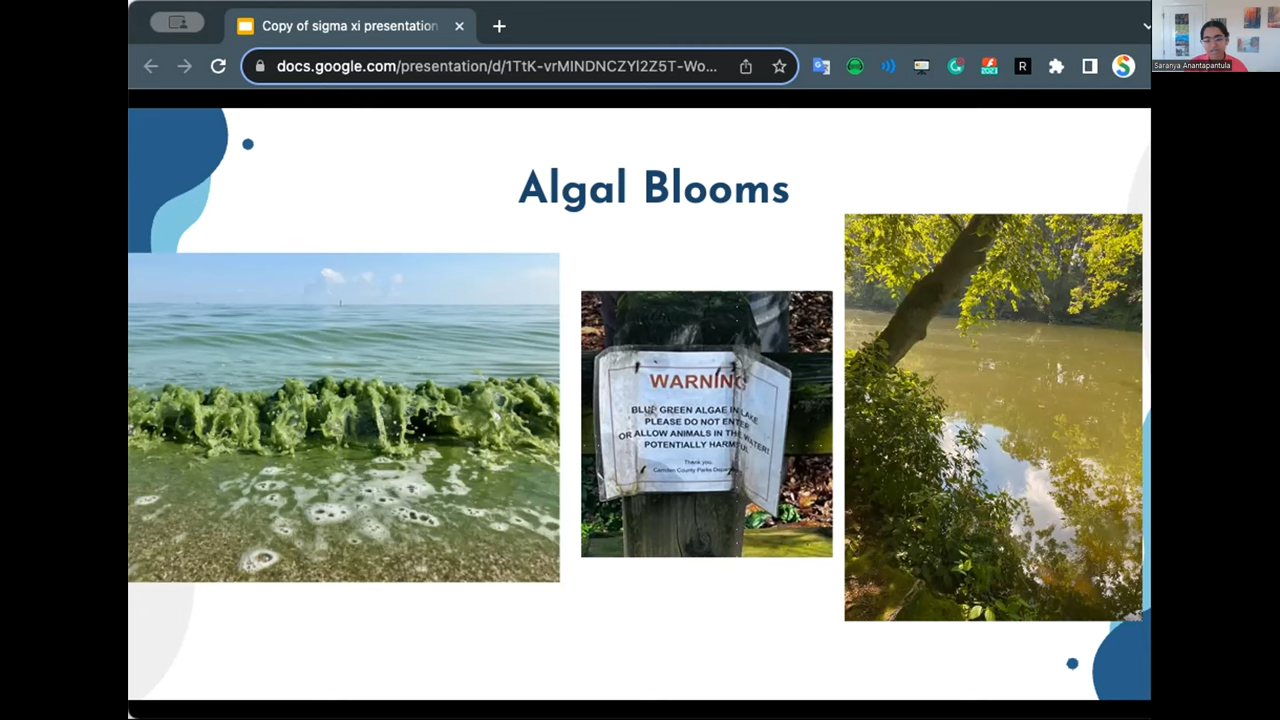 Copy of sigma xi presentation
docs.google.com/presentation/d/1TtK-vrMINDNCZYI2Z5T-Wo...
2023
R
S
Saranya Anantapantula
Algal Blooms
WARNING
BLUE GREEN ALGAE IN LAKE
PLEASE DO NOT ENTER
OR ALLOW ANIMALS IN THE WATER!
POTENTIALLY HARMFUL
Thank you
Camden County Parks